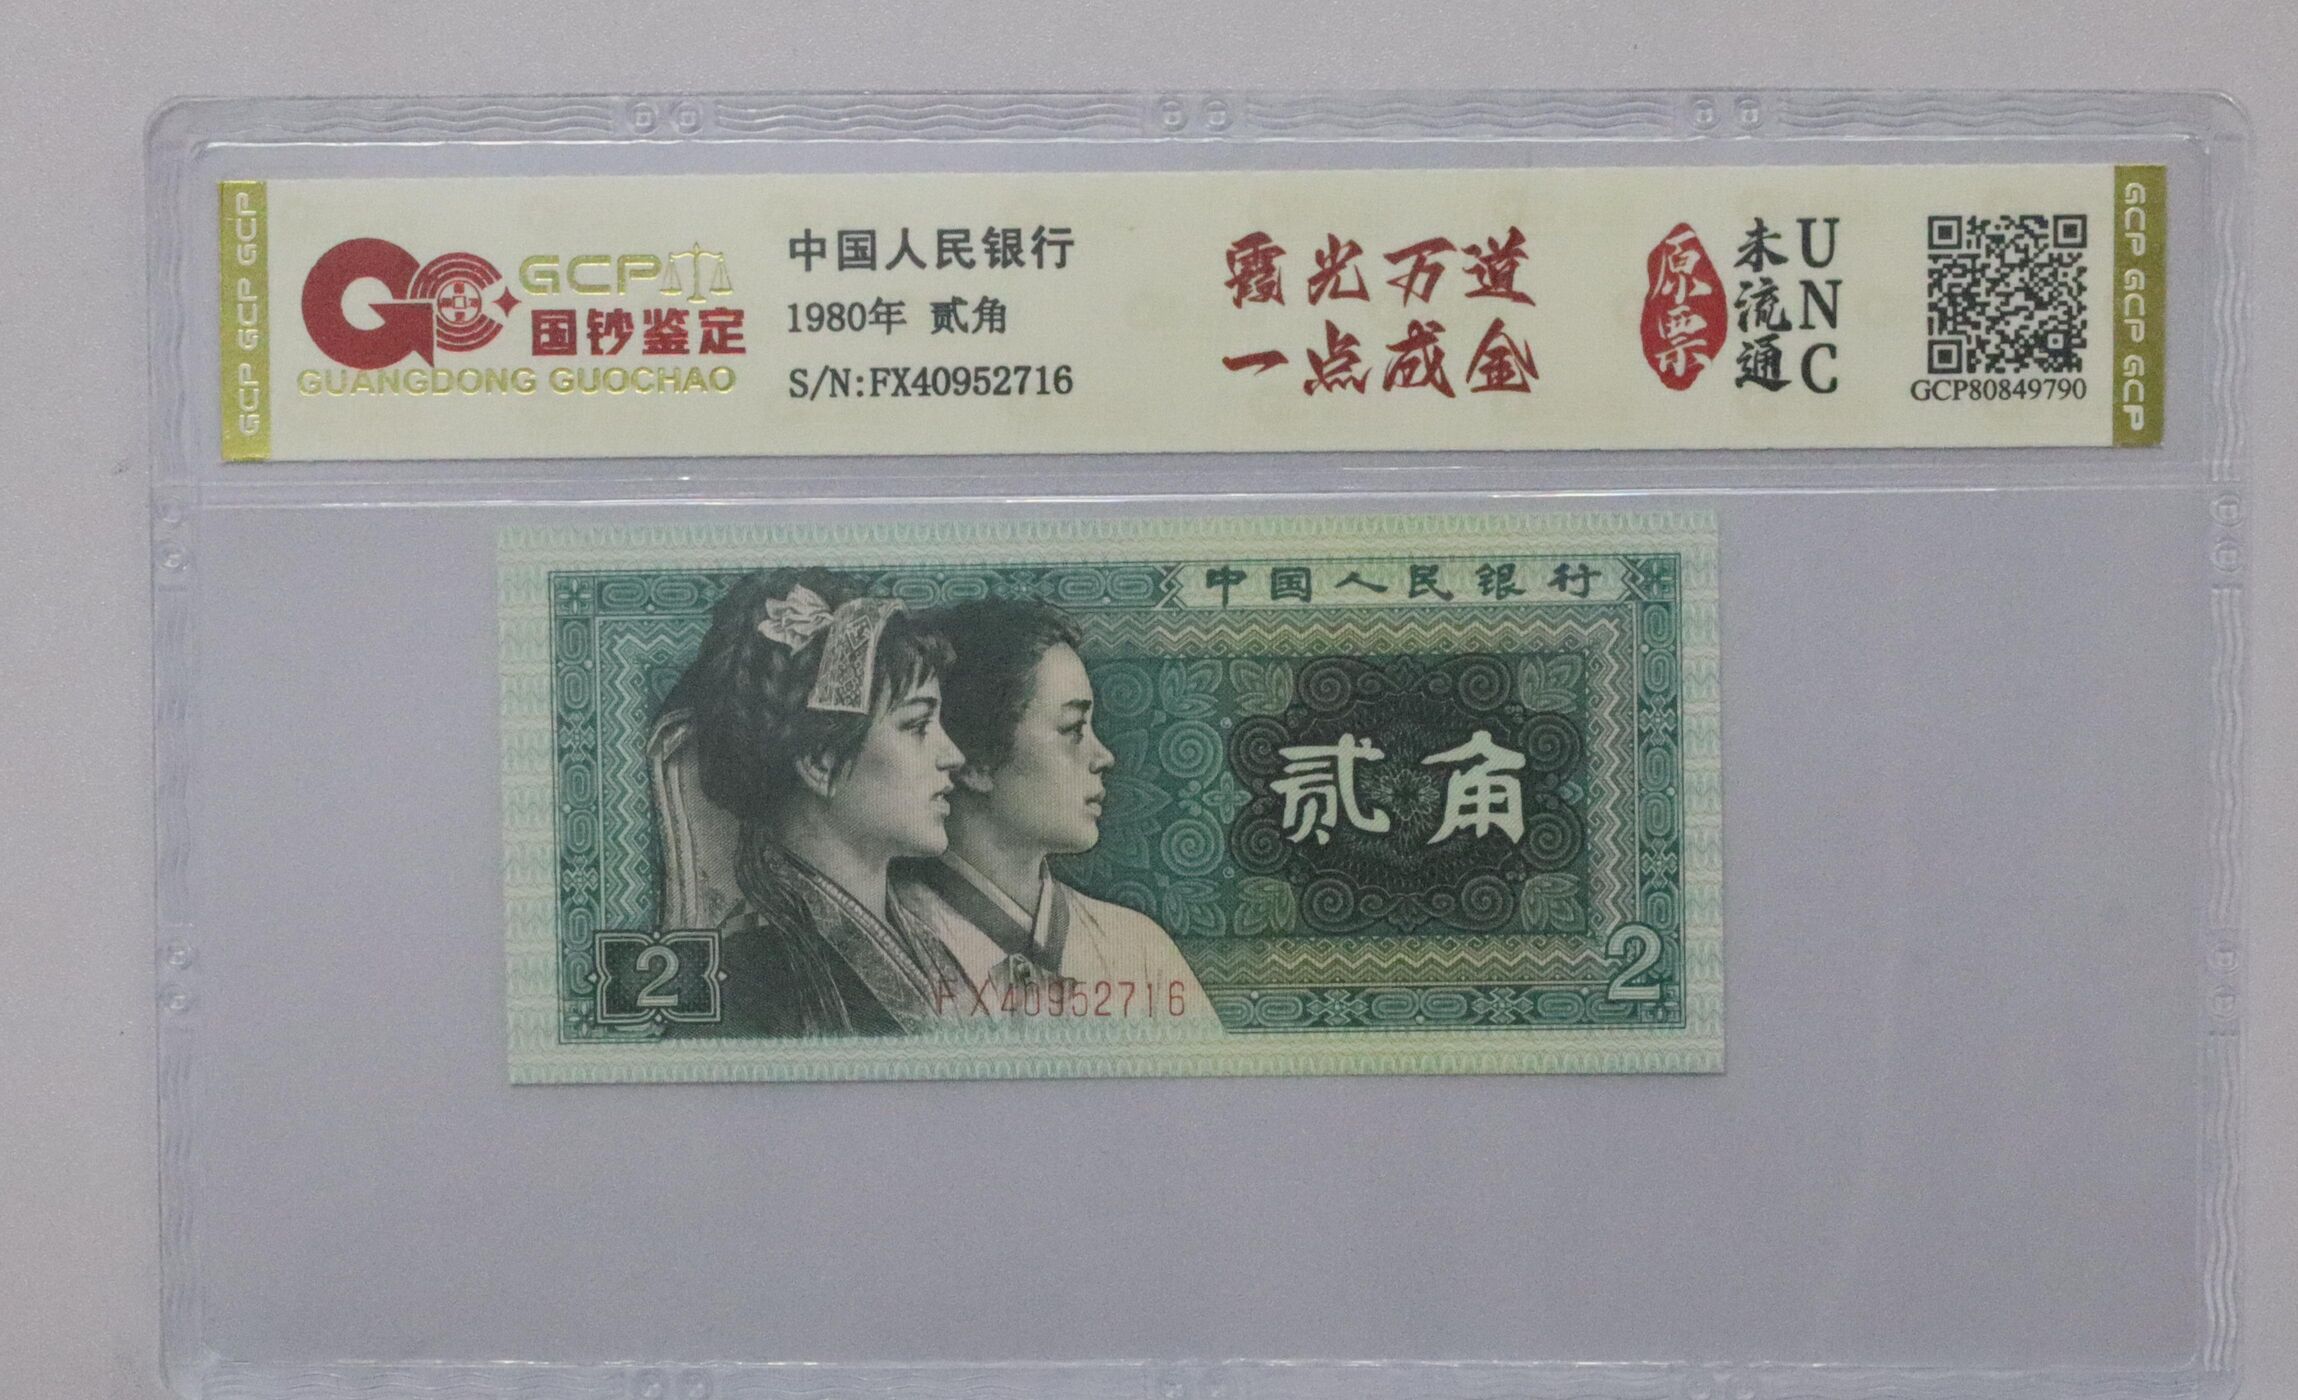 GCP GCP GCP
GCP
国钞鉴定
GUANGDONG GUOCHAO
中国人民银行
1980年 贰角
S/N:FX40952716
霞光万道
一点成金
原票
未流通
UNC
GCP80849790
GCP GCP GCP
中国人民银行
贰角
2
2
FX40952716